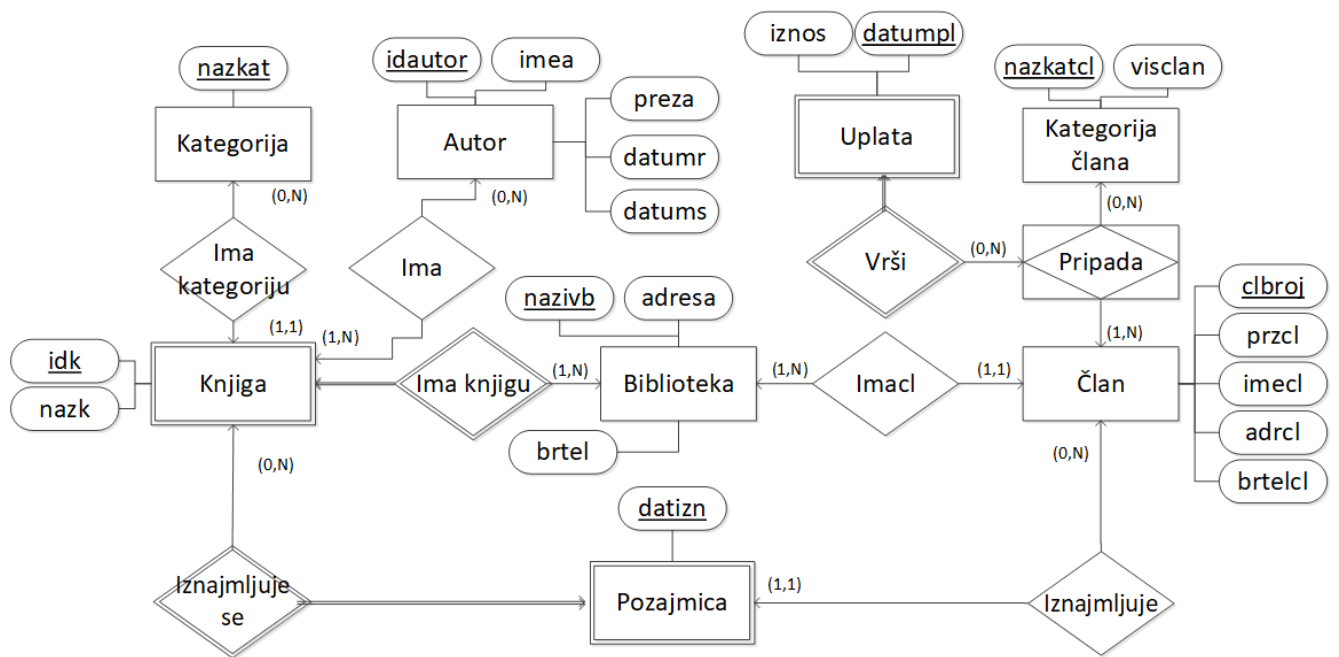 iznos
datumpl
nazkat
idautor
imea
nazkatcl
visclan
preza
Kategorija
Autor
Uplata
Kategorija
člana
datumr
datums
(0,N)
(0,N)
(0,N)
Ima
kategoriju
Ima
Vrši
(0,N)
Pripada
clbroj
nazivb
adresa
(1,1)
(1,N)
(1,N)
przcl
idk
nazk
Knjiga
Ima knjigu
(1,N)
Biblioteka
(1,N)
Imacl
(1,1)
Član
imecl
adrcl
brtel
brtelcl
(0,N)
(0,N)
datizn
Iznajmljuje
se
Pozajmica
(1,1)
Iznajmljuje